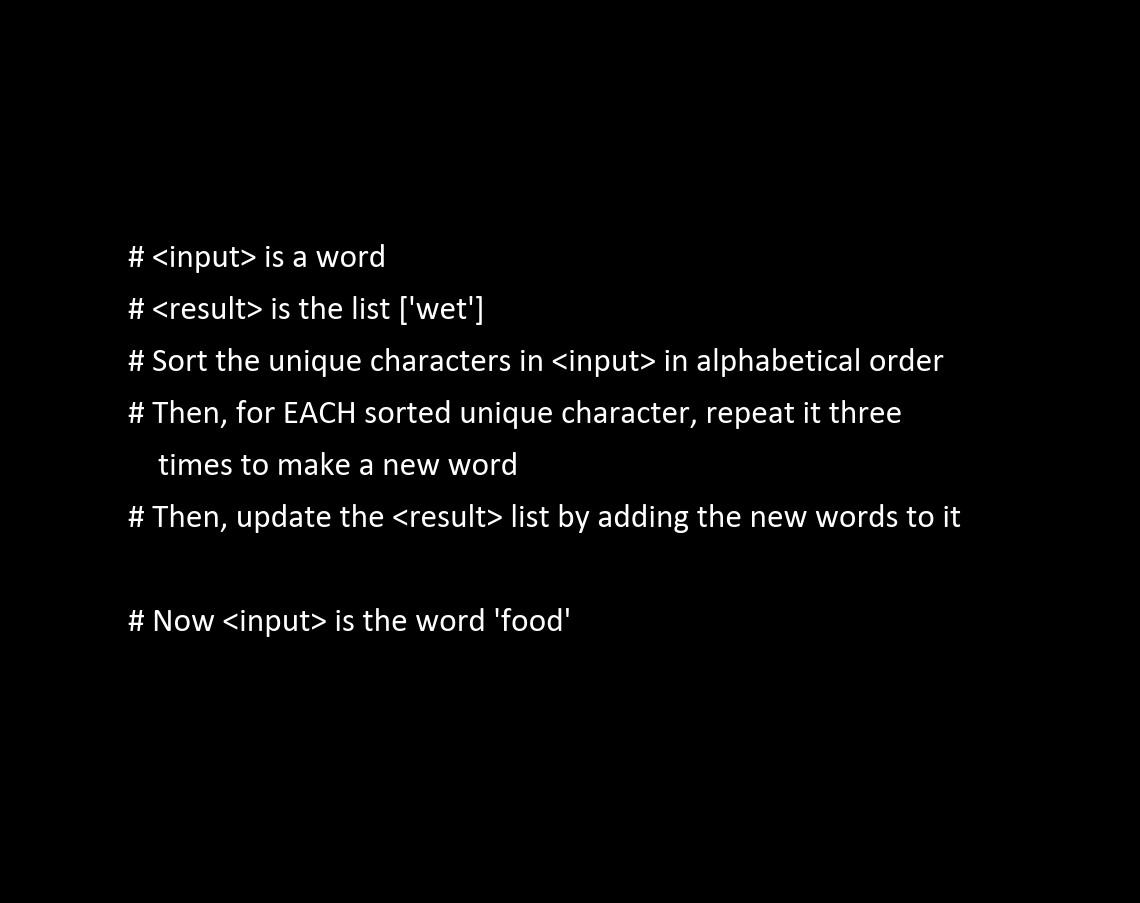 # <input> is a word
# <result> is the list ['wet']
# Sort the unique characters in <input> in alphabetical order
# Then, for EACH sorted unique character, repeat it three
times to make a new word
# Then, update the <result> list by adding the new words to it
# Now <input> is the word 'food'